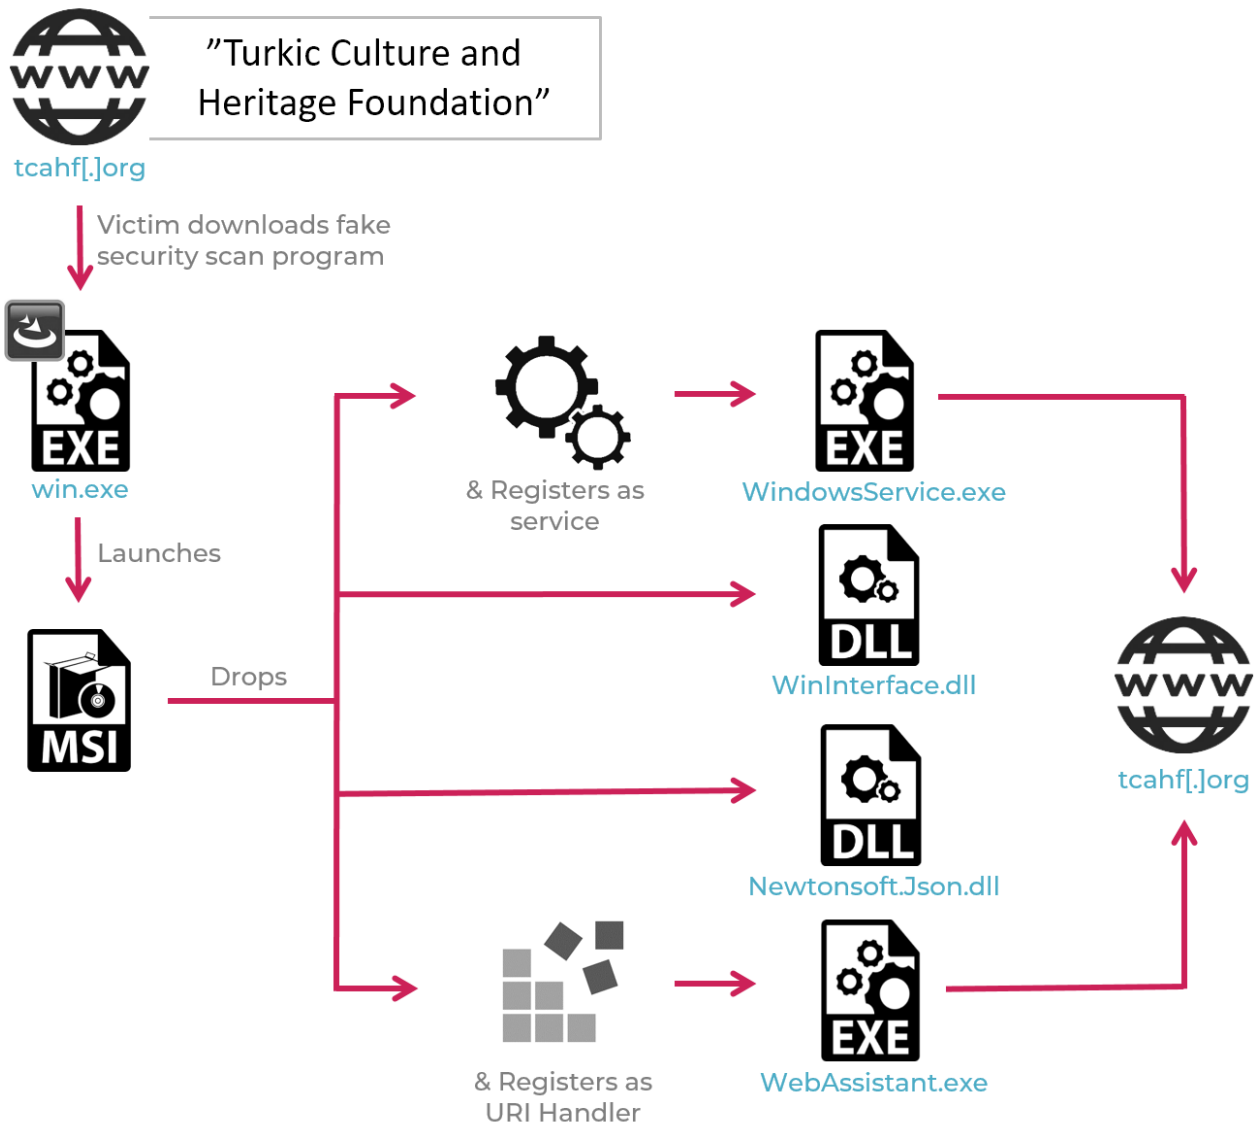 WWW
”Turkic Culture and
Heritage Foundation”
tcahf[.]org
Victim downloads fake
security scan program
EXE
win.exe
Launches
MSI
Drops
& Registers as
service
EXE
WindowsService.exe
DLL
WinInterface.dll
DLL
Newtonsoft.Json.dll
& Registers as
URI Handler
EXE
WebAssistant.exe
WWW
tcahf[.]org